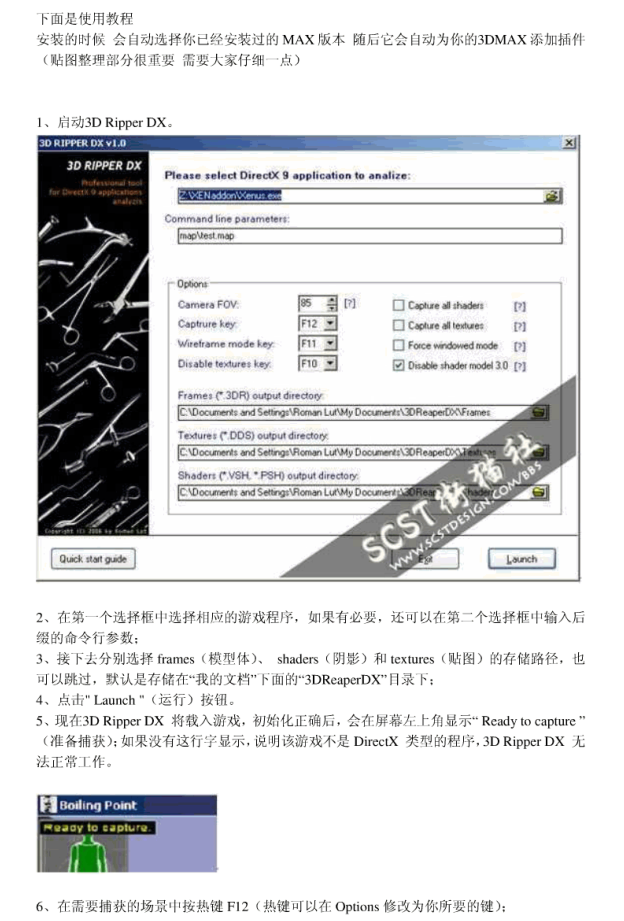 下面是使用教程
安装的时候 会自动选择你已经安装过的 MAX 版本 随后它会自动为你的3DMAX 添加插件
（贴图整理部分很重要 需要大家仔细一点）
1、启动3D Ripper DX。
3D RIPPER DX v1.0
3D RIPPER DX
Professional tool
for DirectX 9 applications
analyzis
Please select DirectX 9 application to analize:
Z:\XENaddon\Xenus.exe
Command line parameters:
map\test.map
Options
Camera FOV:
85
[?]
Capture all shaders
[?]
Captrure key:
F12
Capture all textures
[?]
Wireframe mode key:
F11
Force windowed mode
[?]
Disable textures key:
F10
Disable shader model 3.0
[?]
Frames (*.3DR) output directory:
C:\Documents and Settings\Roman Lut\My Documents\3DReaperDX\Frames
Textures (*.DDS) output directory:
C:\Documents and Settings\Roman Lut\My Documents\3DReaperDX\Textures
Shaders (*.VSH, *.PSH) output directory:
C:\Documents and Settings\Roman Lut\My Documents\3DReap
haders
SCST街猫社
WWW.SCSTDESIGN.COM/BBS
Copyright (C) 2006 by Roman Lut
Quick start guide
Exit
Launch
2、在第一个选择框中选择相应的游戏程序，如果有必要，还可以在第二个选择框中输入后
缀的命令行参数；
3、接下去分别选择 frames（模型体）、 shaders（阴影）和 textures（贴图）的存储路径，也
可以跳过，默认是存储在“我的文档”下面的“3DReaperDX”目录下；
4、点击" Launch "（运行）按钮。
5、现在3D Ripper DX 将载入游戏，初始化正确后，会在屏幕左上角显示“ Ready to capture ”
（准备捕获）；如果没有这行字显示，说明该游戏不是 DirectX 类型的程序，3D Ripper DX 无
法正常工作。
Boiling Point
Ready to capture.
6、在需要捕获的场景中按热键 F12（热键可以在 Options 修改为你所要的键）；